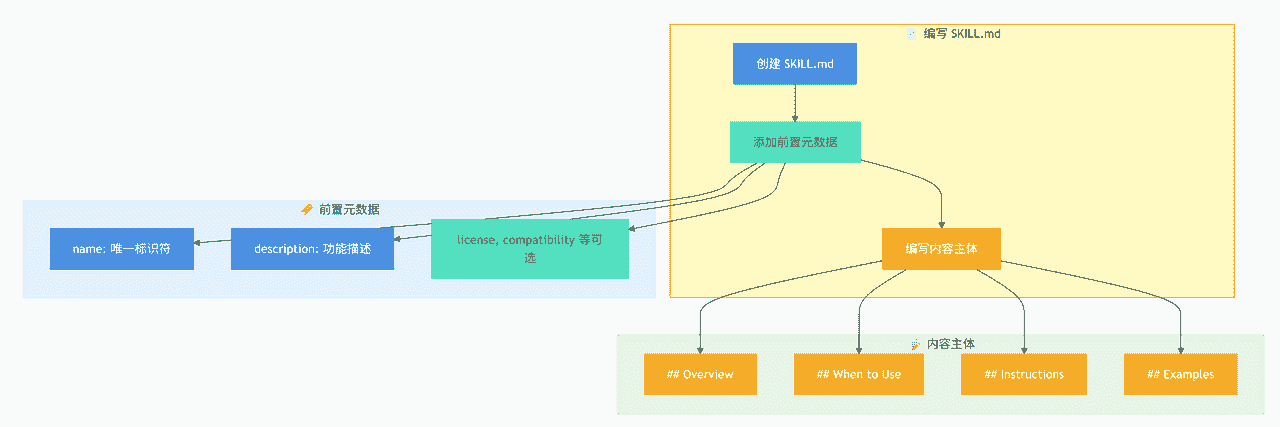 编写 SKILL.md
创建 SKILL.md
添加前置元数据
前置元数据
name: 唯一标识符
description: 功能描述
license, compatibility 等可
选
编写内容主体
内容主体
## Overview
## When to Use
## Instructions
## Examples